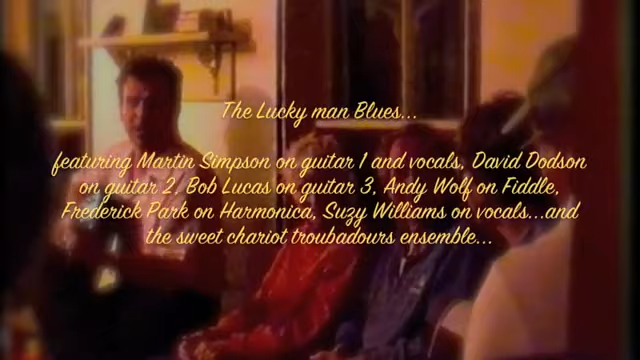 The Lucky man Blues...
featuring Martin Simpson on guitar 1 and vocals, David Dodson
on guitar 2, Bob Lucas on guitar 3, Andy Wolf on Fiddle,
Frederick Park on Harmonica, Suzy Williams on vocals...and
the sweet chariot troubadours ensemble...